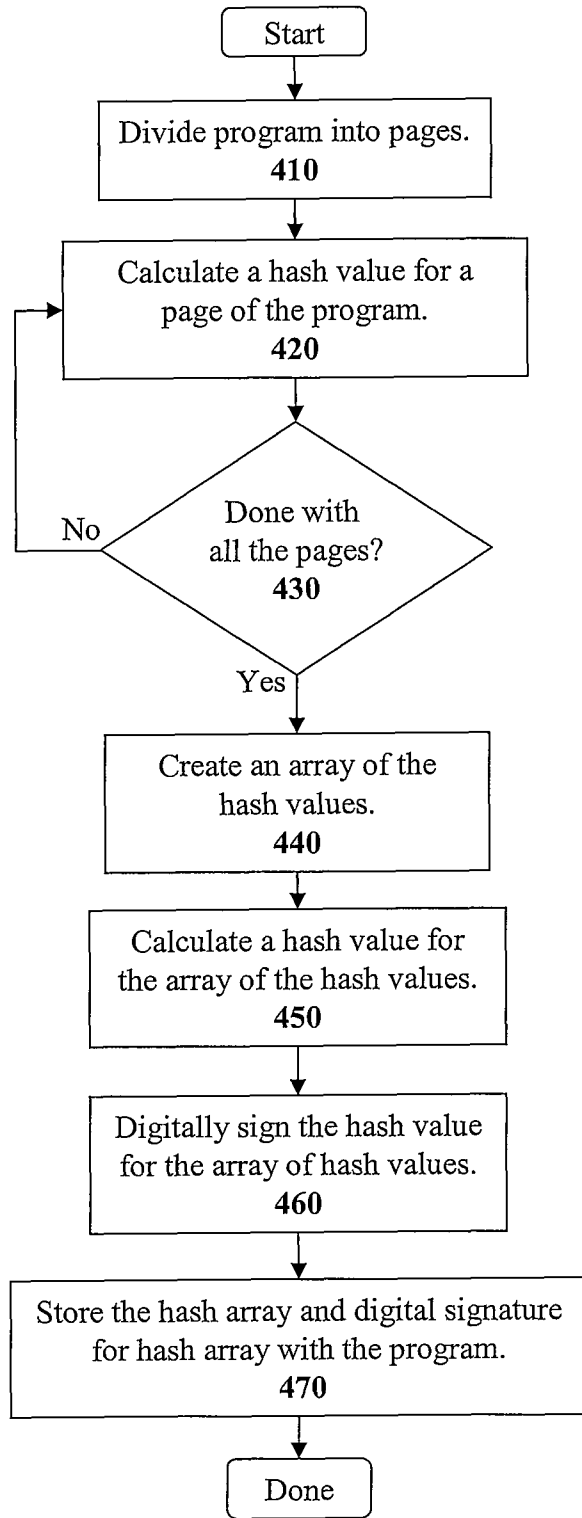 Start
Divide program into pages.
410
Calculate a hash value for a
page of the program.
420
Done with
all the pages?
430
No
Yes
Create an array of the
hash values.
440
Calculate a hash value for
the array of the hash values.
450
Digitally sign the hash value
for the array of hash values.
460
Store the hash array and digital signature
for hash array with the program.
470
Done